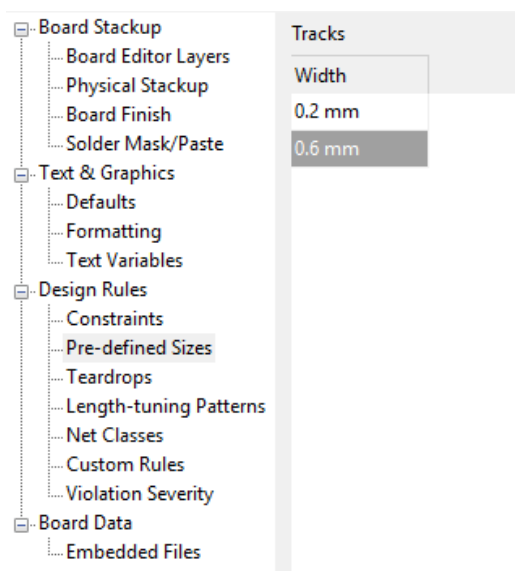 Board Stackup
Board Editor Layers
Physical Stackup
Board Finish
Solder Mask/Paste
Text & Graphics
Defaults
Formatting
Text Variables
Design Rules
Constraints
Pre-defined Sizes
Teardrops
Length-tuning Patterns
Net Classes
Custom Rules
Violation Severity
Board Data
Embedded Files
Tracks
Width
0.2 mm
0.6 mm